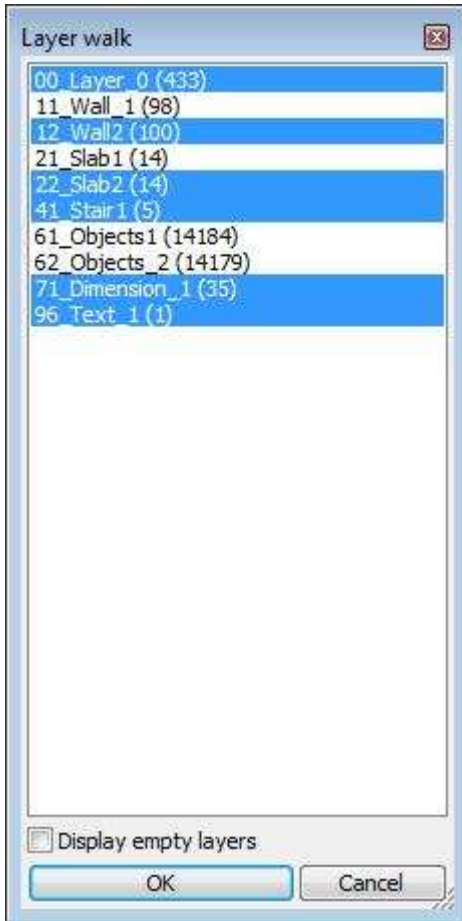 Layer walk
00_Layer_0 (433)
11_Wall_1 (98)
12_Wall2 (100)
21_Slab1 (14)
22_Slab2 (14)
41_Stair1 (5)
61_Objects1 (14184)
62_Objects_2 (14179)
71_Dimension_1 (35)
96_Text_1 (1)
Display empty layers
OK Cancel